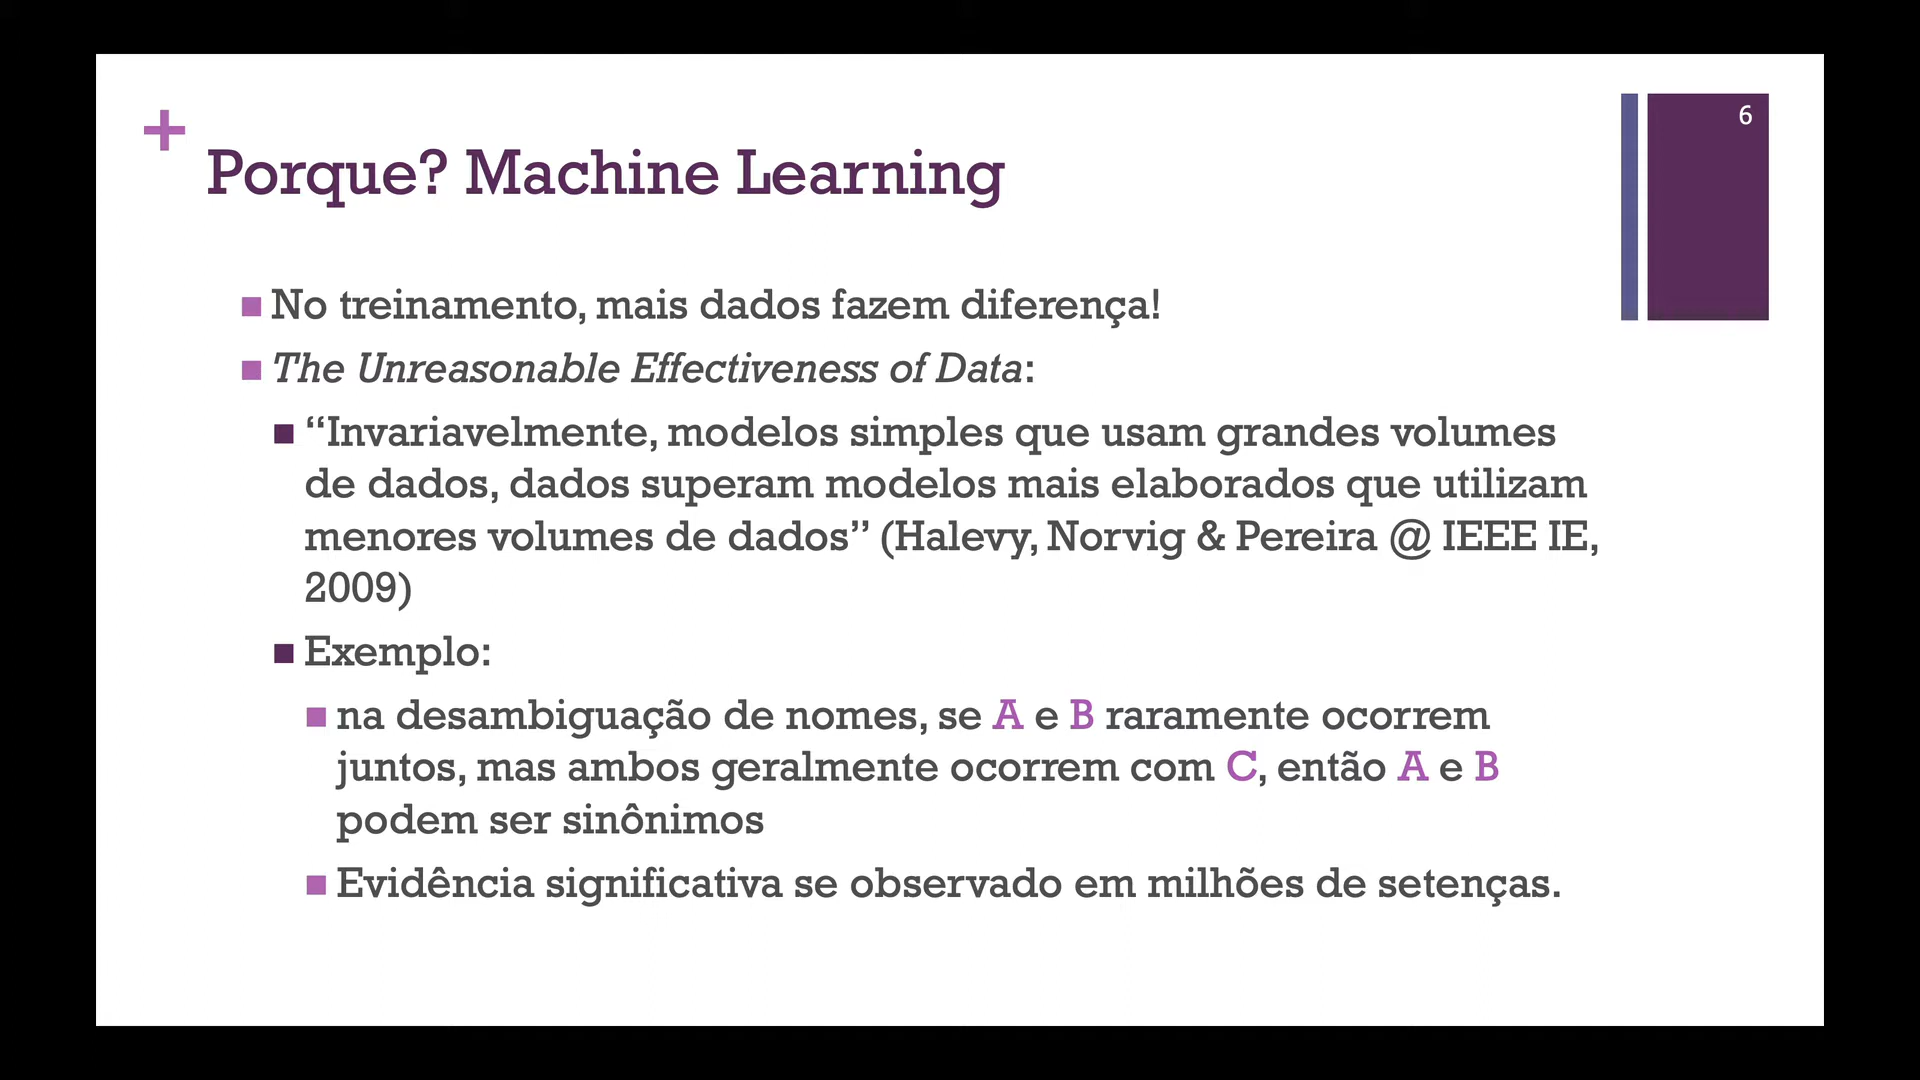 6
+
Porque? Machine Learning
No treinamento, mais dados fazem diferença!
The Unreasonable Effectiveness of Data:
“Invariavelmente, modelos simples que usam grandes volumes
de dados, dados superam modelos mais elaborados que utilizam
menores volumes de dados” (Halevy, Norvig & Pereira @ IEEE IE,
2009)
Exemplo:
na desambiguação de nomes, se A e B raramente ocorrem
juntos, mas ambos geralmente ocorrem com C, então A e B
podem ser sinônimos
Evidência significativa se observado em milhões de setenças.